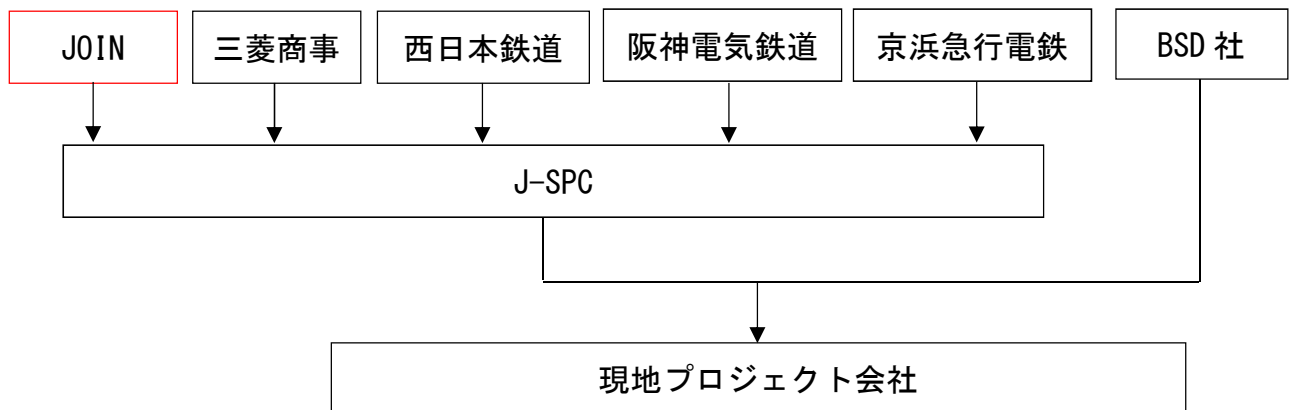 JOIN
三菱商事
西日本鉄道
阪神電気鉄道
京浜急行電鉄
BSD 社
J-SPC
現地プロジェクト会社